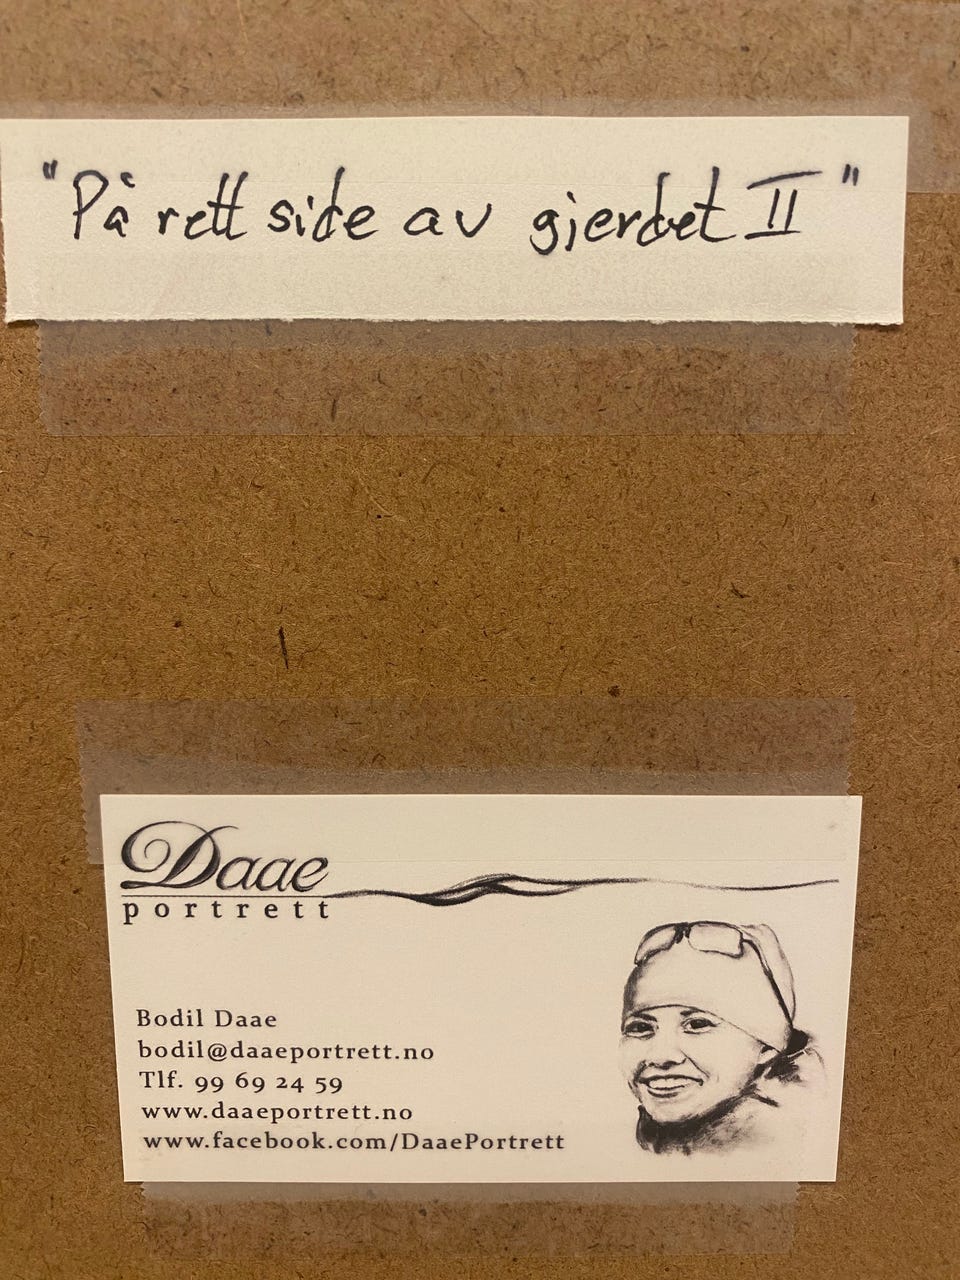 "På rett side av gjerdet II"
Daae
portrett
Bodil Daae
bodil@daaeportrett.no
Tlf. 99 69 24 59
www.daaeportrett.no
www.facebook.com/DaaePortrett